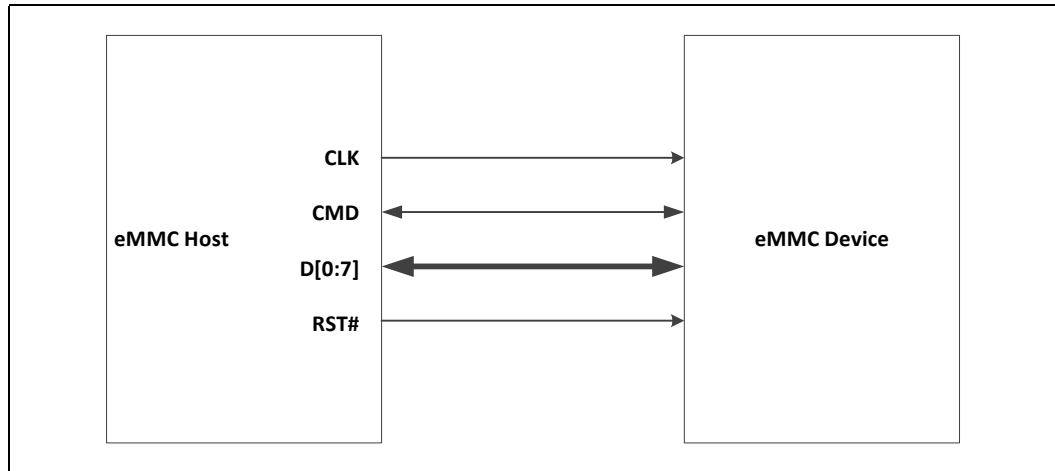 CLK
CMD
eMMC Host
eMMC Device
D[0:7]
RST#